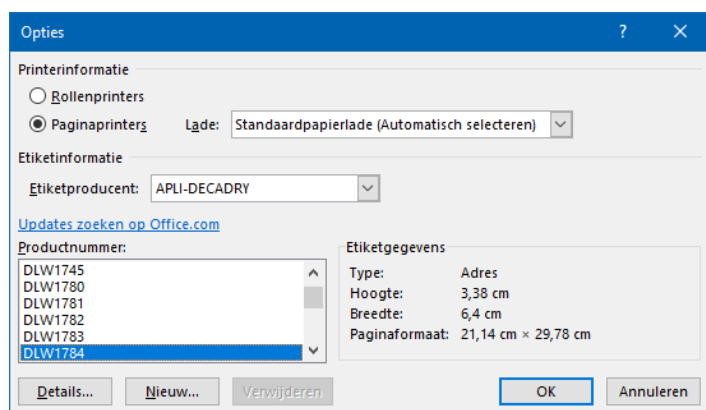 Opties
Printerinformatie
Rollenprinters
Paginaprinters Lade: Standaardpapierlade (Automatisch selecteren)
Etiketinformatie
Etiketproducent: APLI-DECADRY
Updates zoeken op Office.com
Productnummer:
DLW1745
DLW1780
DLW1781
DLW1782
DLW1783
DLW1784
Etiketgegevens
Type: Adres
Hoogte: 3,38 cm
Breedte: 6,4 cm
Paginaformaat: 21,14 cm × 29,78 cm
Details... Nieuw... Verwijderen OK Annuleren